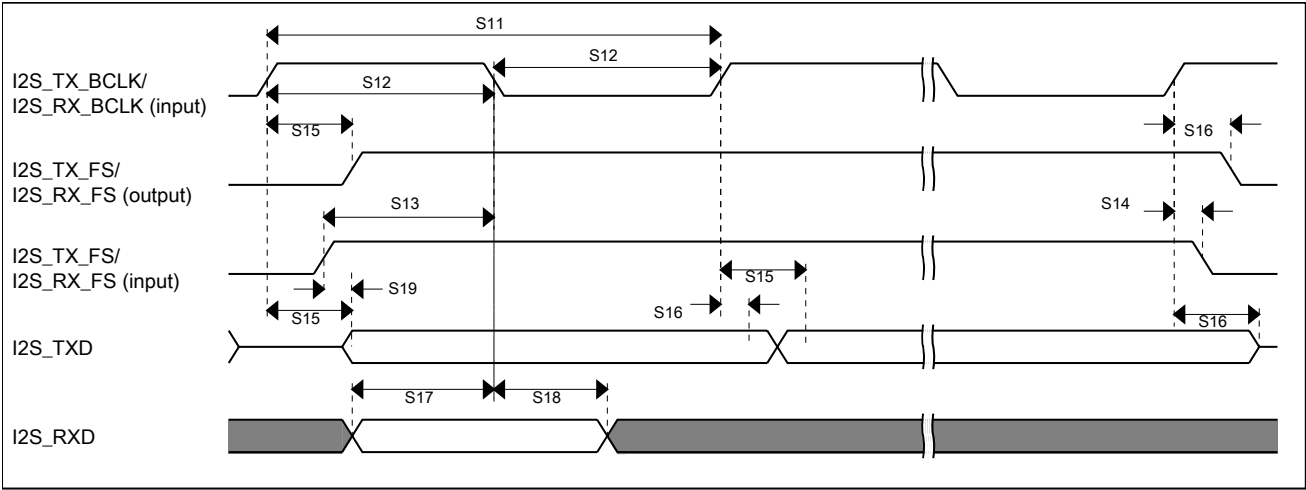 S11
I2S_TX_BCLK/
I2S_RX_BCLK (input)
S12
S12
S15
S16
I2S_TX_FS/
I2S_RX_FS (output)
S13
S14
I2S_TX_FS/
I2S_RX_FS (input)
S15
S19
S15
S16
S16
I2S_TXD
S17
S18
I2S_RXD